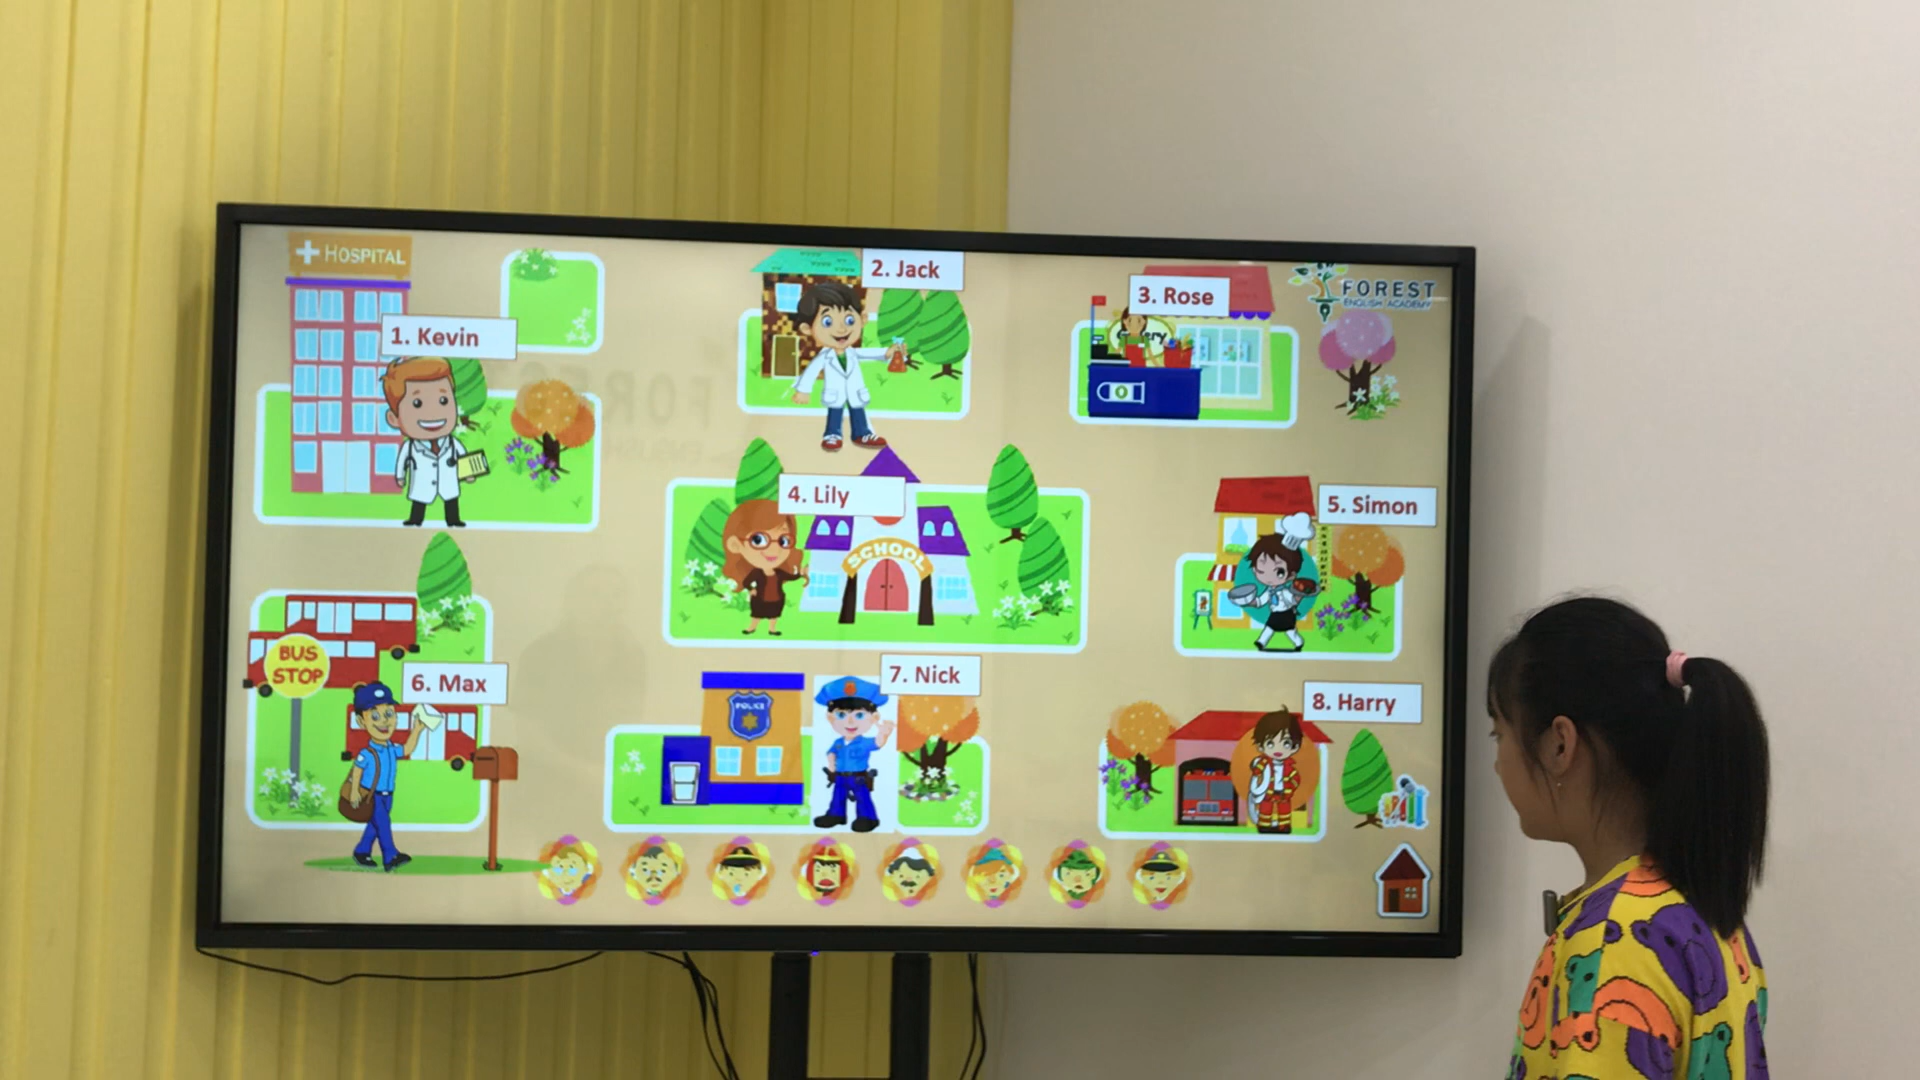 HOSPITAL
1. Kevin
2. Jack
3. Rose
FOREST
ENGLISH ACADEMY
4. Lily
SCHOOL
5. Simon
BUS
STOP
6. Max
7. Nick
POLICE
8. Harry